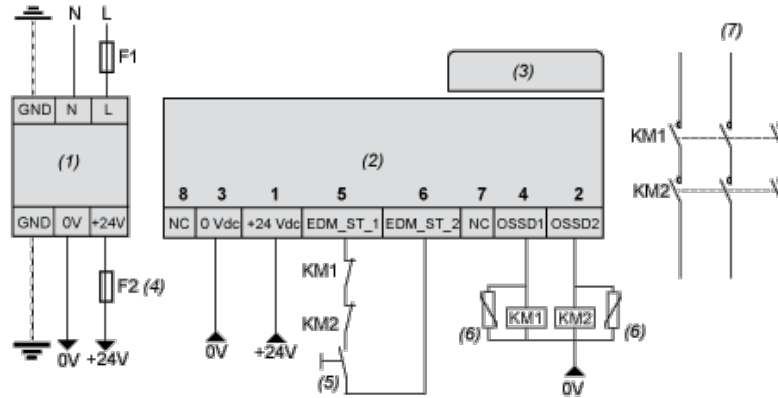 N L
(7)
F1
(3)
GND N L
KM1
(1)
(2)
8 3 1 5 6 7 4 2
KM2
GND 0V +24V
NC 0 Vdc +24 Vdc EDM_ST_1 EDM_ST_2 NC OSSD1 OSSD2
KM1
F2 (4)
KM2
(6) KM1 KM2 (6)
0V +24V
0V +24V
(5)
0V